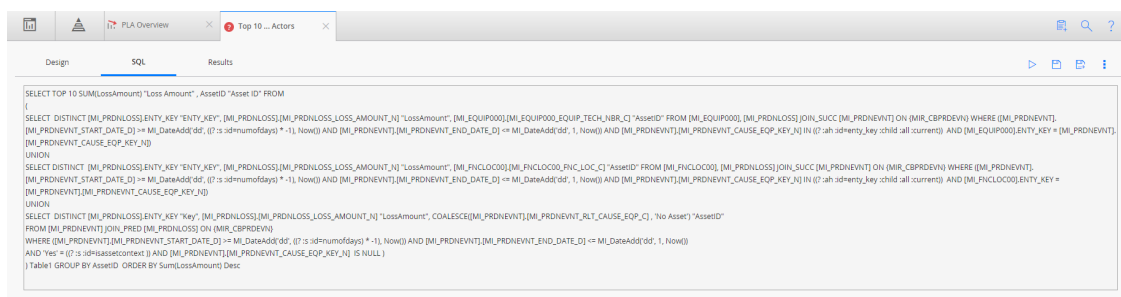 PLA Overview
Top 10 ... Actors
Design SQL Results
SELECT TOP 10 SUM(LossAmount) "Loss Amount" , AssetID "Asset ID" FROM
(
SELECT DISTINCT [MI_PRDNLOSS].ENTY_KEY "ENTY_KEY", [MI_PRDNLOSS].[MI_PRDNLOSS_LOSS_AMOUNT_N] "LossAmount", [MI_EQUIP000].[MI_EQUIP000_EQUIP_TECH_NBR_C] "AssetID" FROM [MI_EQUIP000], [MI_PRDNLOSS] JOIN_SUCC [MI_PRDNEVNT] ON {MIR_CBPRDEVN} WHERE ([MI_PRDNEVNT].
[MI_PRDNEVNT_START_DATE_D] >= MI_DateAdd('dd', ((? :s :id=numofdays) * -1), Now()) AND [MI_PRDNEVNT].[MI_PRDNEVNT_END_DATE_D] <= MI_DateAdd('dd', 1, Now()) AND [MI_PRDNEVNT].[MI_PRDNEVNT_CAUSE_EQP_KEY_N] IN ((? :ah :id=enty_key :child :all :current)) AND [MI_EQUIP000].ENTY_KEY = [MI_PRDNEVNT].
[MI_PRDNEVNT_CAUSE_EQP_KEY_N])
UNION
SELECT DISTINCT [MI_PRDNLOSS].ENTY_KEY "ENTY_KEY", [MI_PRDNLOSS].[MI_PRDNLOSS_LOSS_AMOUNT_N] "LossAmount", [MI_FNCLOC00].[MI_FNCLOC00_FNC_LOC_C] "AssetID" FROM [MI_FNCLOC00], [MI_PRDNLOSS] JOIN_SUCC [MI_PRDNEVNT] ON {MIR_CBPRDEVN} WHERE ([MI_PRDNEVNT].
[MI_PRDNEVNT_START_DATE_D] >= MI_DateAdd('dd', ((? :s :id=numofdays) * -1), Now()) AND [MI_PRDNEVNT].[MI_PRDNEVNT_END_DATE_D] <= MI_DateAdd('dd', 1, Now()) AND [MI_PRDNEVNT].[MI_PRDNEVNT_CAUSE_EQP_KEY_N] IN ((? :ah :id=enty_key :child :all :current)) AND [MI_FNCLOC00].ENTY_KEY =
[MI_PRDNEVNT].[MI_PRDNEVNT_CAUSE_EQP_KEY_N])
UNION
SELECT DISTINCT [MI_PRDNLOSS].ENTY_KEY "Key", [MI_PRDNLOSS].[MI_PRDNLOSS_LOSS_AMOUNT_N] "LossAmount", COALESCE([MI_PRDNEVNT].[MI_PRDNEVNT_RLT_CAUSE_EQP_C] , 'No Asset') "AssetID"
FROM [MI_PRDNEVNT] JOIN_PRED [MI_PRDNLOSS] ON {MIR_CBPRDEVN}
WHERE ([MI_PRDNEVNT].[MI_PRDNEVNT_START_DATE_D] >= MI_DateAdd('dd', ((? :s :id=numofdays) * -1), Now()) AND [MI_PRDNEVNT].[MI_PRDNEVNT_END_DATE_D] <= MI_DateAdd('dd', 1, Now())
AND 'Yes' = ((? :s :id=isassetcontext )) AND [MI_PRDNEVNT].[MI_PRDNEVNT_CAUSE_EQP_KEY_N] IS NULL )
) Table1 GROUP BY AssetID ORDER BY Sum(LossAmount) Desc